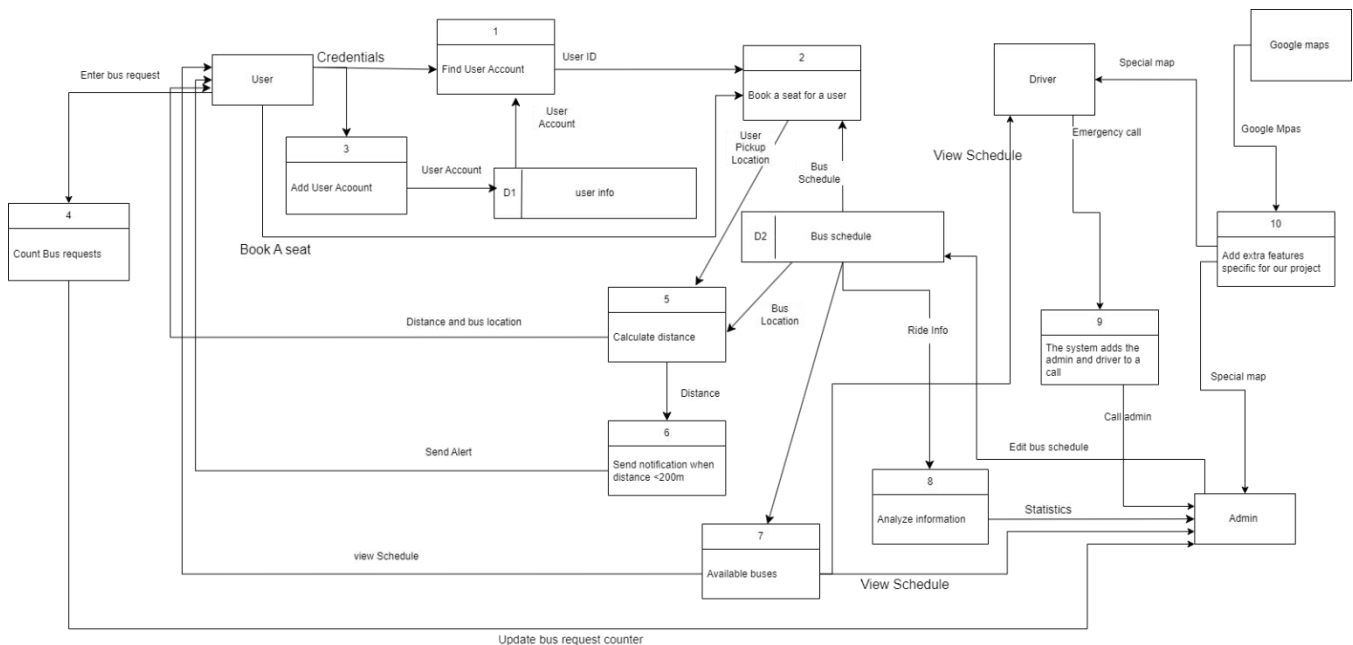 1
Find User Account
Credentials
User ID
Enter bus request
User
2
Book a seat for a user
Driver
Special map
Google maps
3
Add User Acoount
User
Account
User Account
D1
user info
User
Pickup
Location
Bus
Schedule
Emergency call
View Schedule
Google Mpas
4
Count Bus requests
Book A seat
D2
Bus schedule
10
Add extra features
specific for our project
5
Calculate distance
Distance and bus location
Bus
Location
Ride Info
9
The system adds the
admin and driver to a
call
Special map
Distance
Call admin
6
Send notification when
distance <200m
Send Alert
Edit bus schedule
8
Analyze information
Statistics
Admin
7
Available buses
view Schedule
View Schedule
Update bus request counter